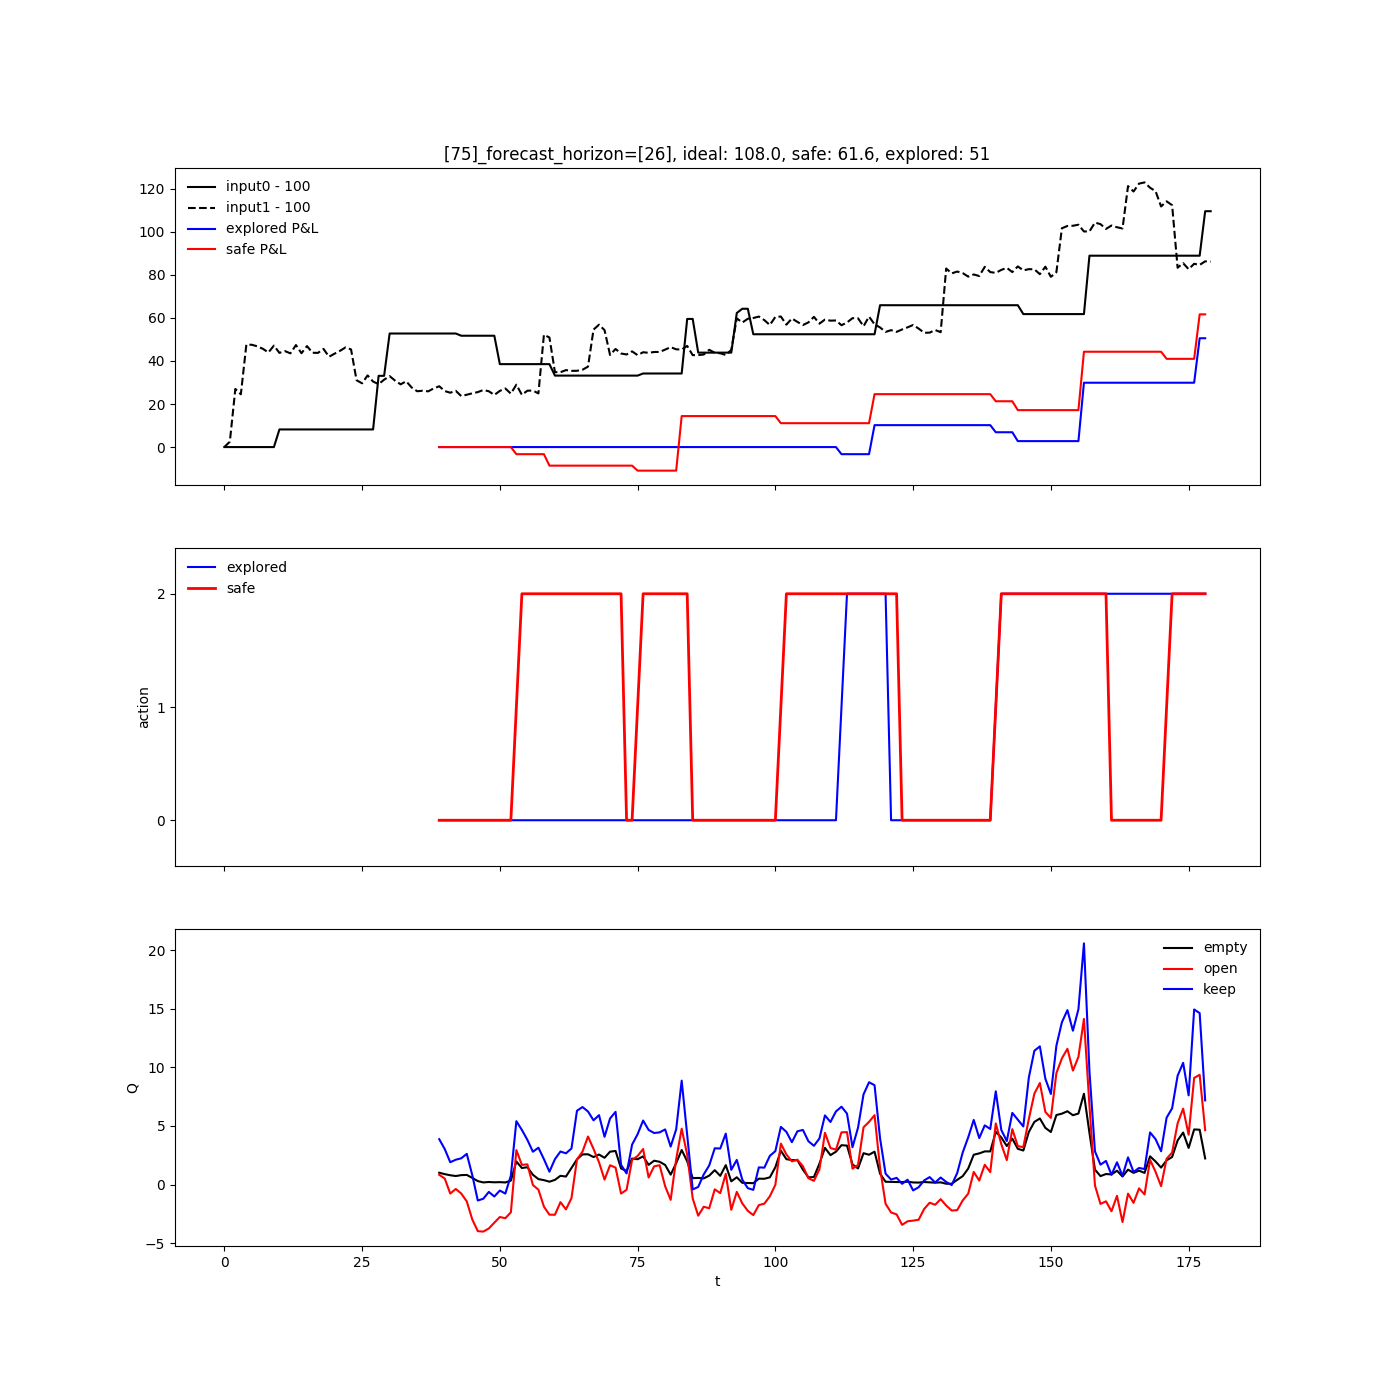 [75]_forecast_horizon=[26], ideal: 108.0, safe: 61.6, explored: 51
input0 - 100
input1 - 100
explored P&L
safe P&L
120
100
80
60
40
20
0
explored
safe
2
1
0
action
empty
open
keep
20
15
10
5
0
−5
Q
0 25 50 75 100 125 150 175
t